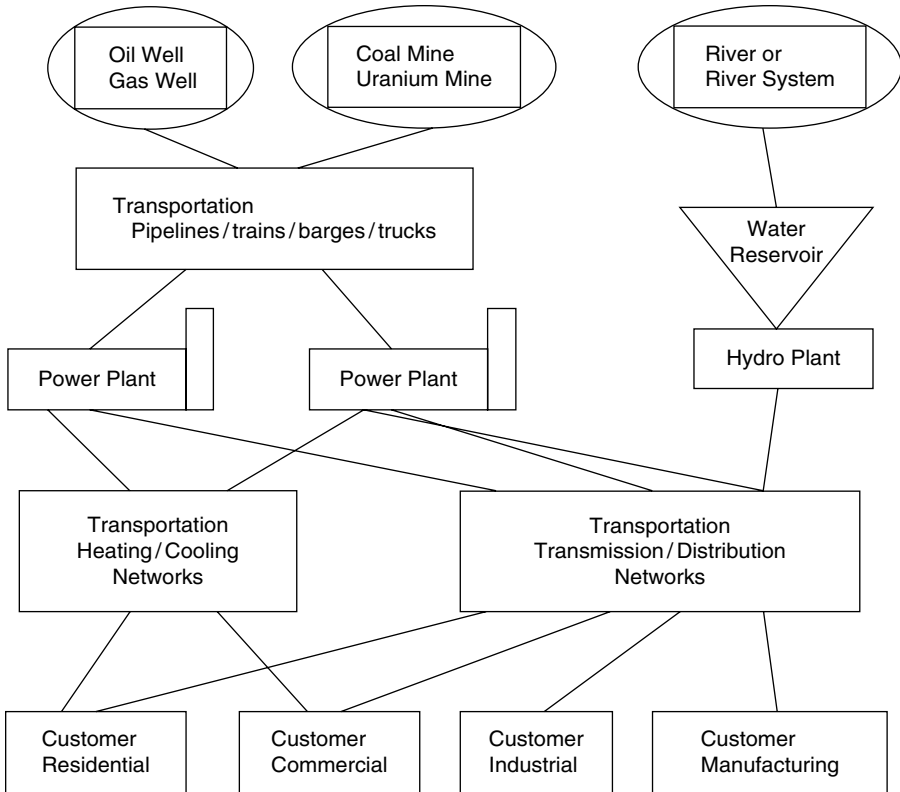 Oil Well
Gas Well
Coal Mine
Uranium Mine
River or
River System
Transportation
Pipelines/trains/barges/trucks
Water
Reservoir
Power Plant
Power Plant
Hydro Plant
Transportation
Heating/Cooling
Networks
Transportation
Transmission/Distribution
Networks
Customer
Residential
Customer
Commercial
Customer
Industrial
Customer
Manufacturing